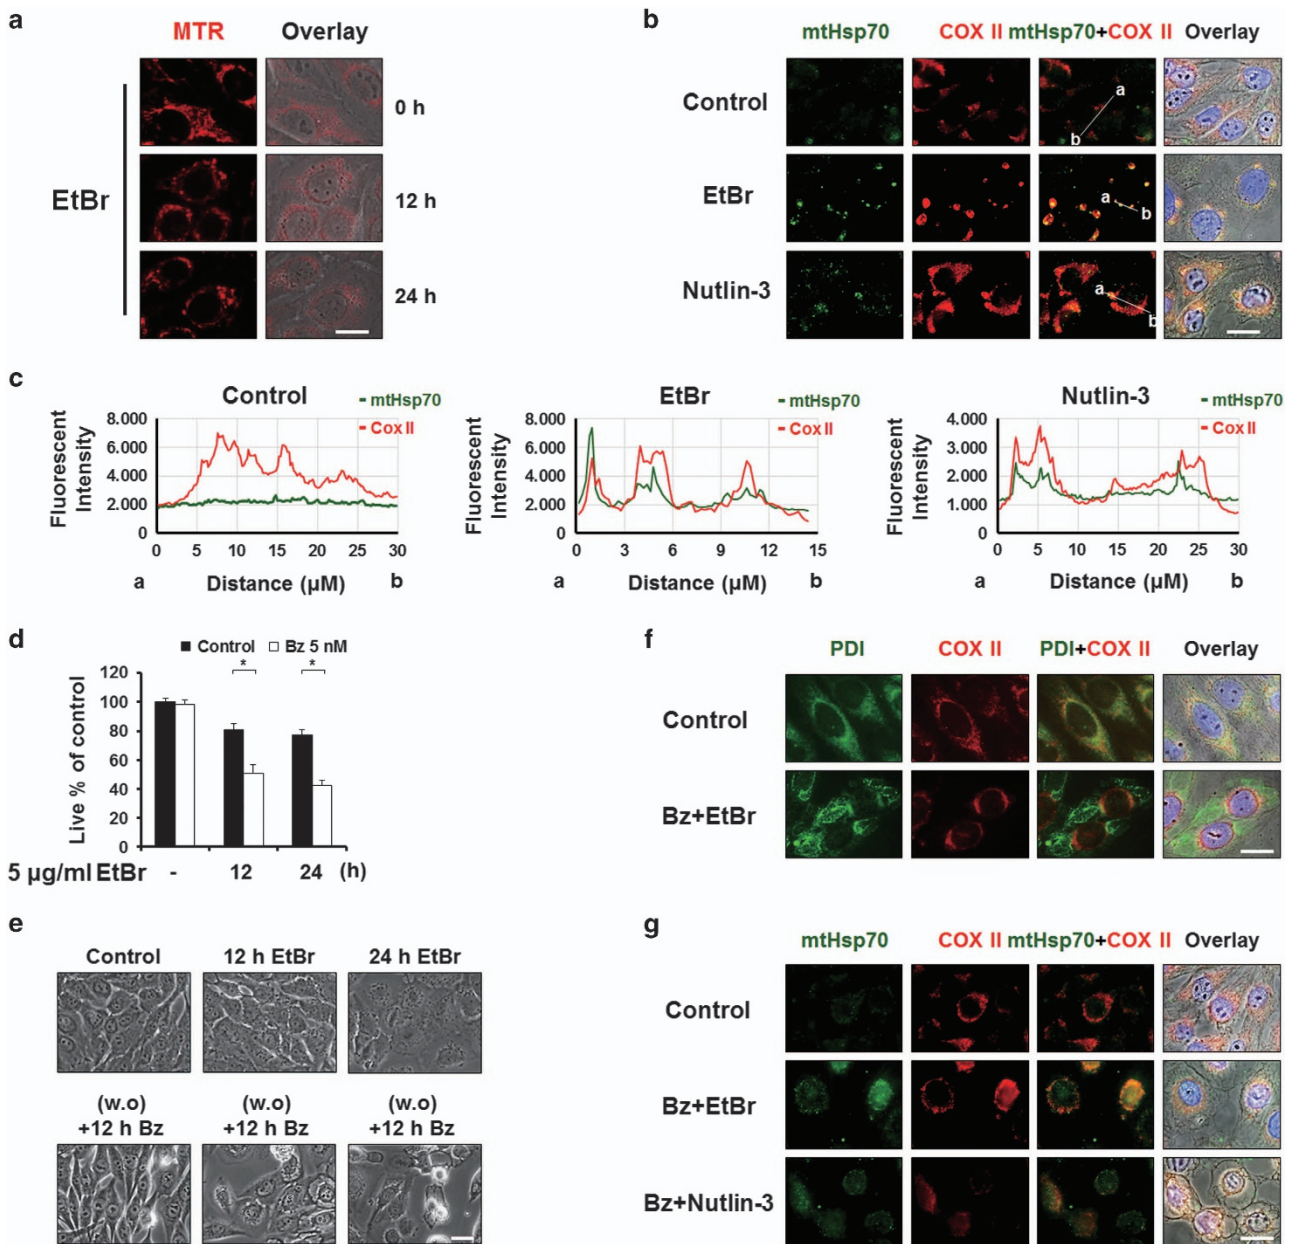 a
MTR Overlay
EtBr
0 h
12 h
24 h
b
mtHsp70 COX II mtHsp70+COX II Overlay
Control
a
b
EtBr
a
b
Nutlin-3
a
b
c
Control
- mtHsp70
- Cox II
Fluorescent Intensity
8.000
6.000
4.000
2.000
0
0 5 10 15 20 25 30
a Distance (μM) b
EtBr
- mtHsp70
- Cox II
Fluorescent Intensity
8.000
6.000
4.000
2.000
0
0 3 6 9 12 15
a Distance (μM) b
Nutlin-3
- mtHsp70
- Cox II
Fluorescent Intensity
4.000
3.000
2.000
1.000
0
0 5 10 15 20 25 30
a Distance (μM) b
d
Control Bz 5 nM
* *
Live % of control
120
100
80
60
40
20
0
5 μg/ml EtBr - 12 24 (h)
e
Control 12 h EtBr 24 h EtBr
(w.o) (w.o) (w.o)
+12 h Bz +12 h Bz +12 h Bz
f
PDI COX II PDI+COX II Overlay
Control
Bz+EtBr
g
mtHsp70 COX II mtHsp70+COX II Overlay
Control
Bz+EtBr
Bz+Nutlin-3